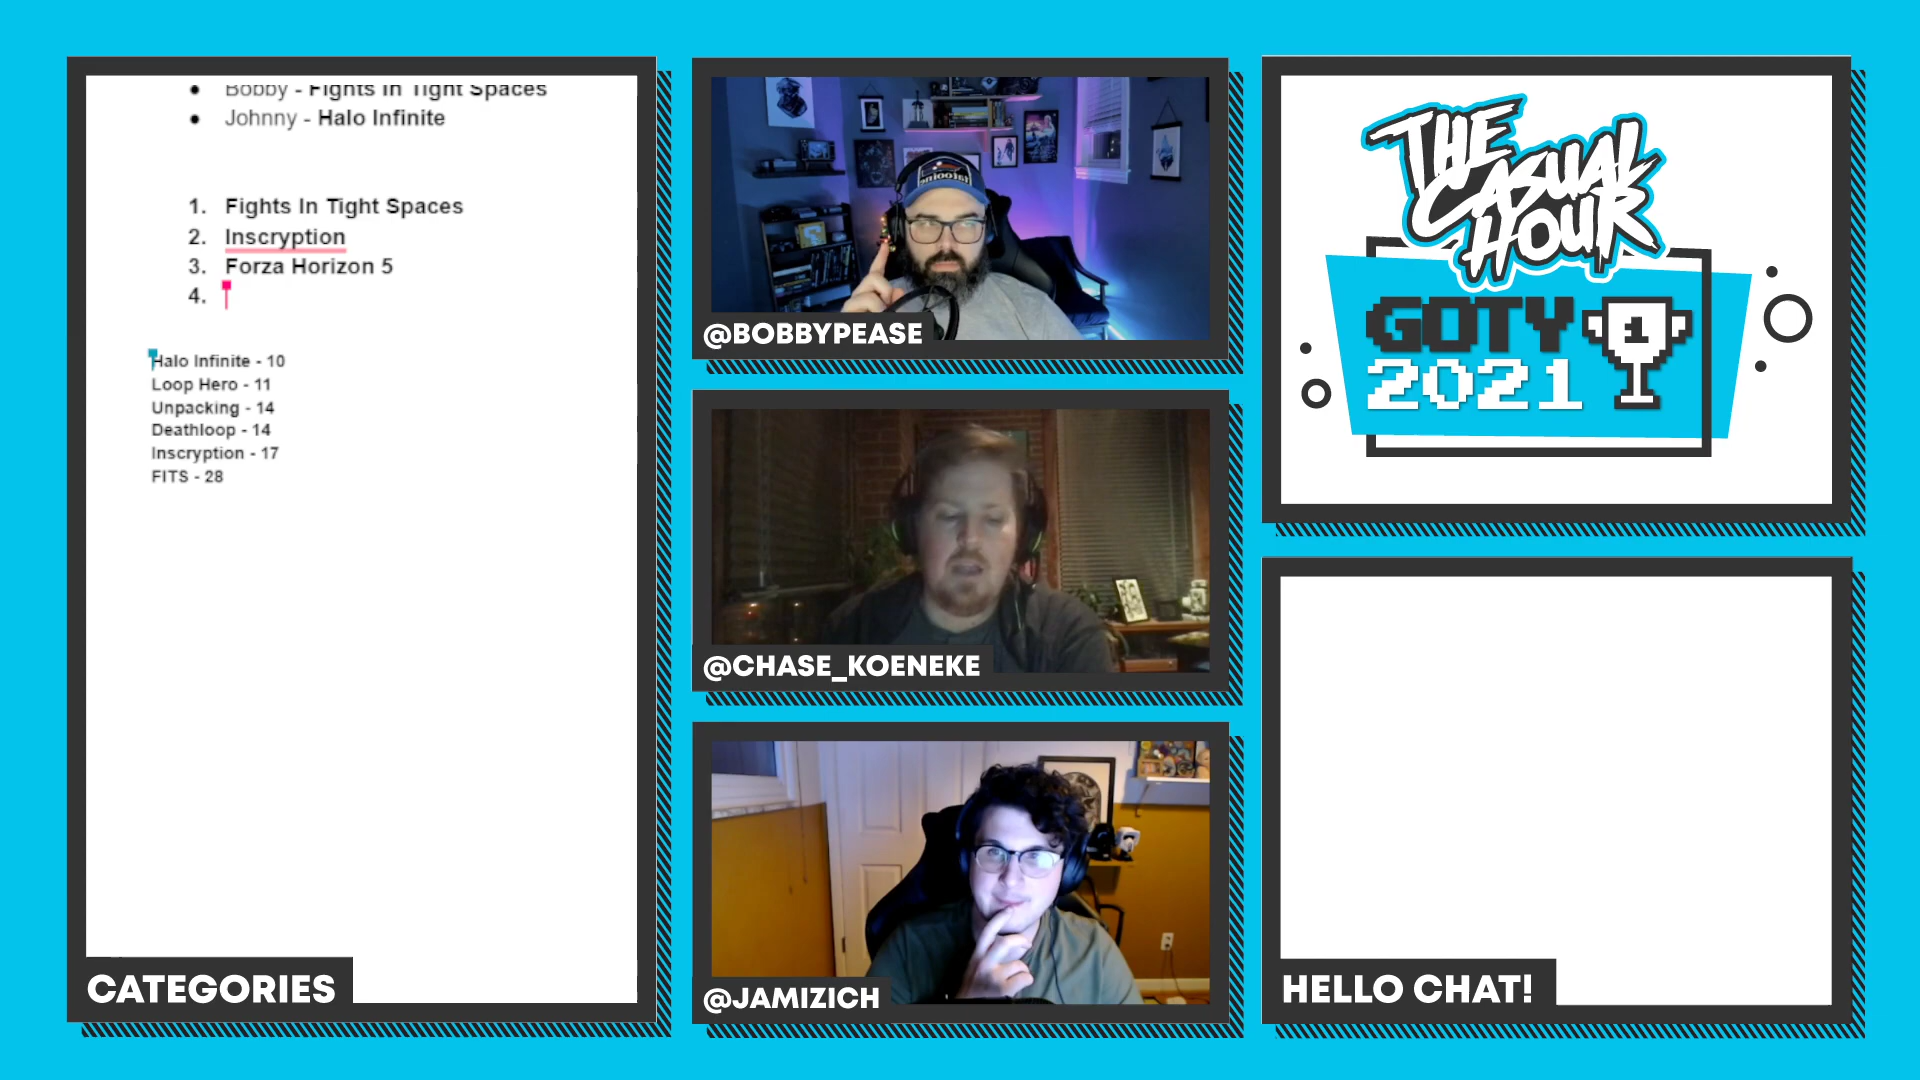 Bobby - Fights In Tight Spaces
Johnny - Halo Infinite
1. Fights In Tight Spaces
2. Inscryption
3. Forza Horizon 5
4.
Halo Infinite - 10
Loop Hero - 11
Unpacking - 14
Deathloop - 14
Inscryption - 17
FITS - 28
CATEGORIES
@BOBBYPEASE
@CHASE_KOENEKE
@JAMIZICH
THE
CASUAL
HOUR
GOTY
2021
1
HELLO CHAT!